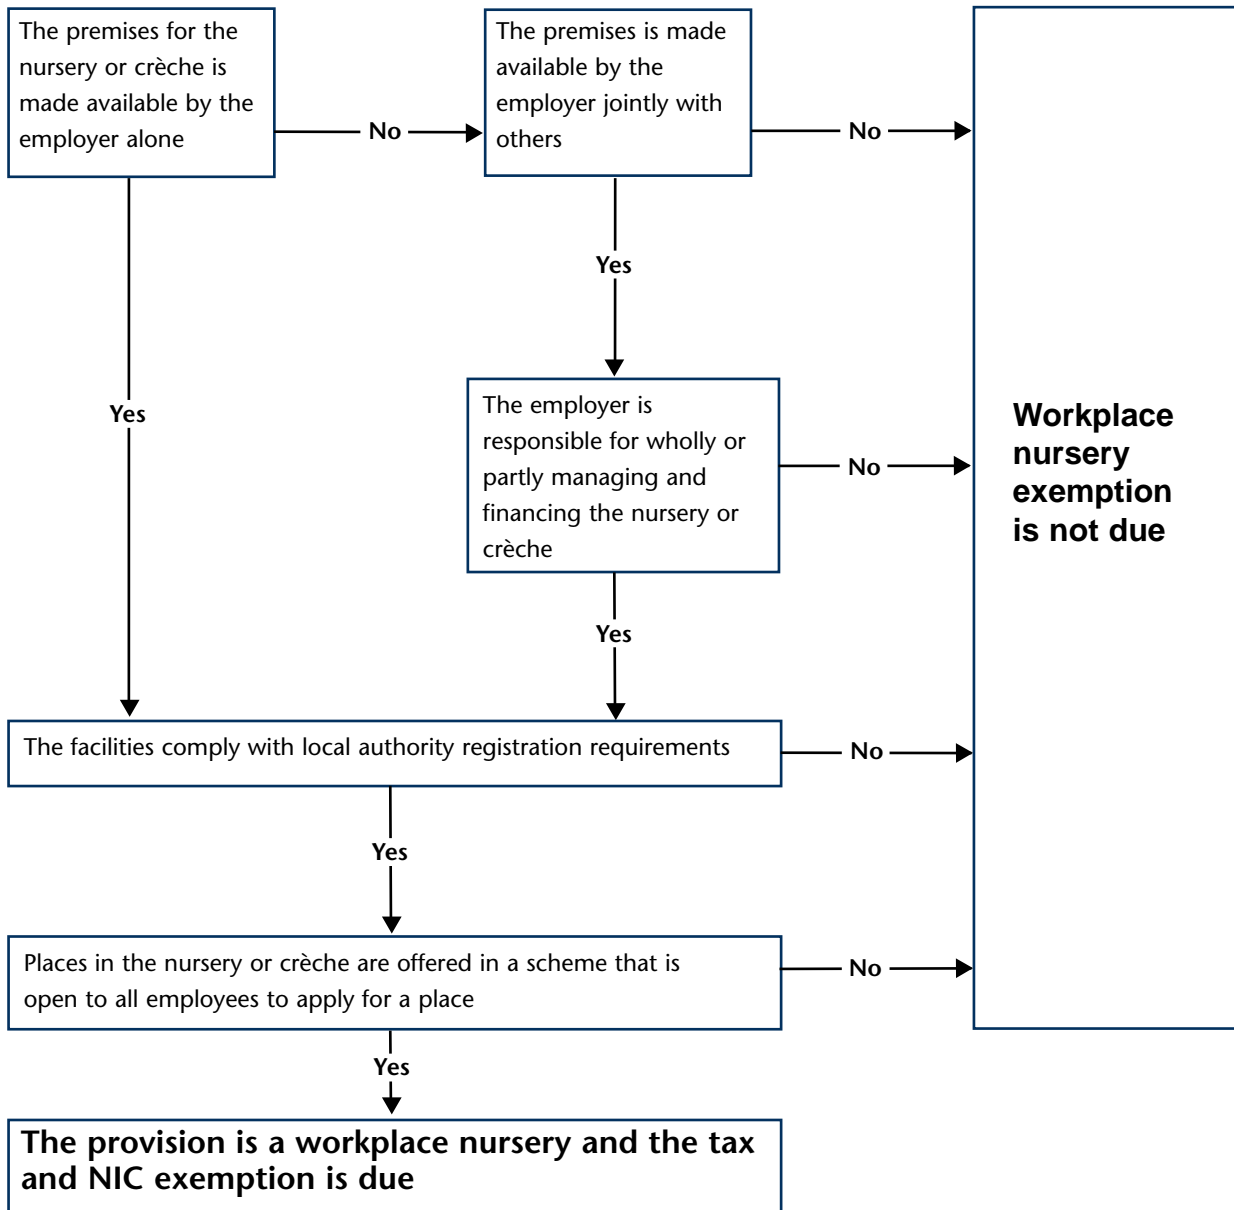 The premises for the
nursery or crèche is
made available by the
employer alone
No
The premises is made
available by the
employer jointly with
others
No
Yes
Yes
The employer is
responsible for wholly or
partly managing and
financing the nursery or
crèche
No
Workplace
nursery
exemption
is not due
Yes
The facilities comply with local authority registration requirements
No
Yes
Places in the nursery or crèche are offered in a scheme that is
open to all employees to apply for a place
No
Yes
The provision is a workplace nursery and the tax
and NIC exemption is due